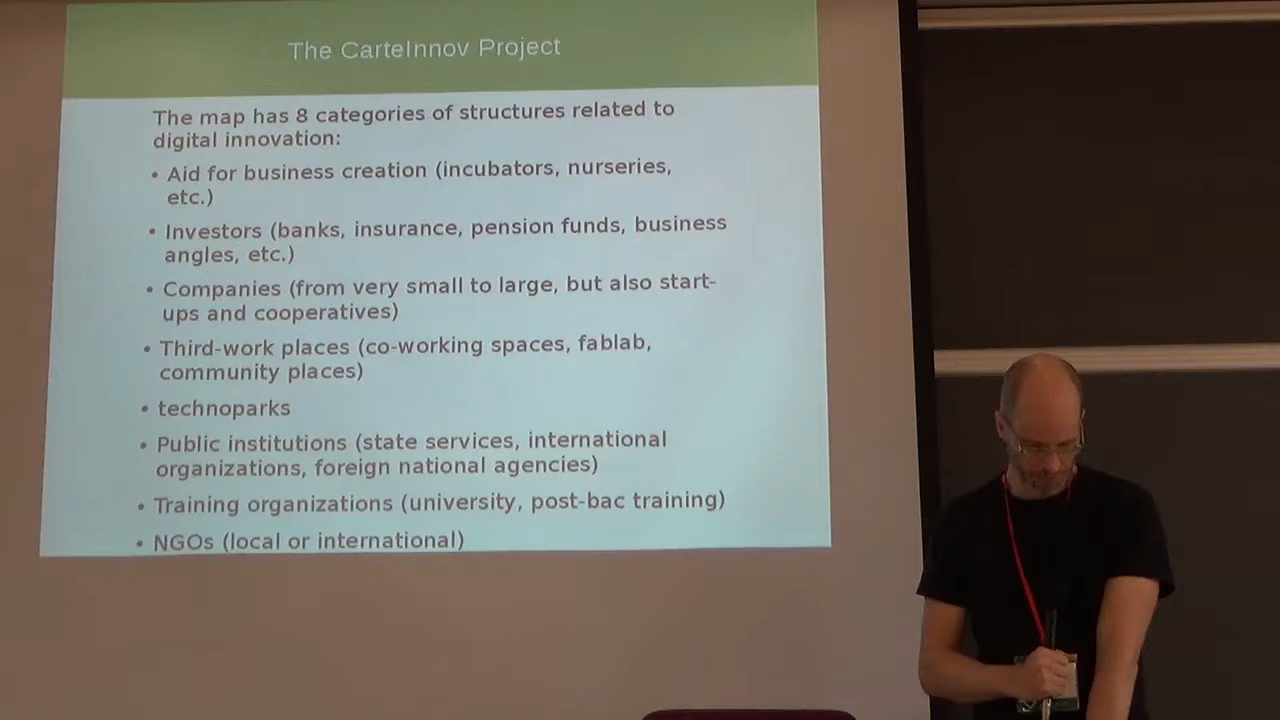 The CarteInnov Project
The map has 8 categories of structures related to
digital innovation:
• Aid for business creation (incubators, nurseries,
etc.)
• Investors (banks, insurance, pension funds, business
angles, etc.)
• Companies (from very small to large, but also start-
ups and cooperatives)
• Third-work places (co-working spaces, fablab,
community places)
• technoparks
• Public institutions (state services, international
organizations, foreign national agencies)
• Training organizations (university, post-bac training)
• NGOs (local or international)